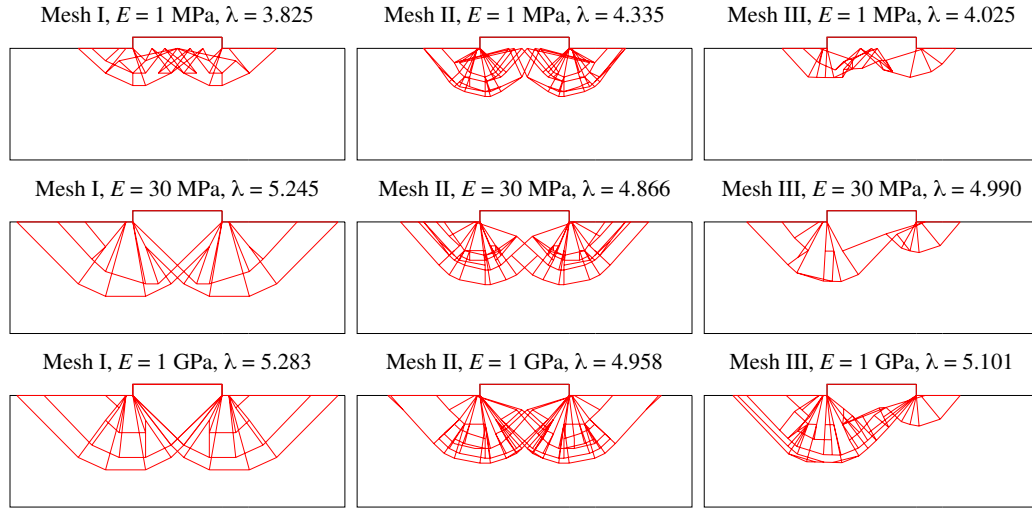 Mesh I, E = 1 MPa, λ = 3.825
Mesh II, E = 1 MPa, λ = 4.335
Mesh III, E = 1 MPa, λ = 4.025
Mesh I, E = 30 MPa, λ = 5.245
Mesh II, E = 30 MPa, λ = 4.866
Mesh III, E = 30 MPa, λ = 4.990
Mesh I, E = 1 GPa, λ = 5.283
Mesh II, E = 1 GPa, λ = 4.958
Mesh III, E = 1 GPa, λ = 5.101